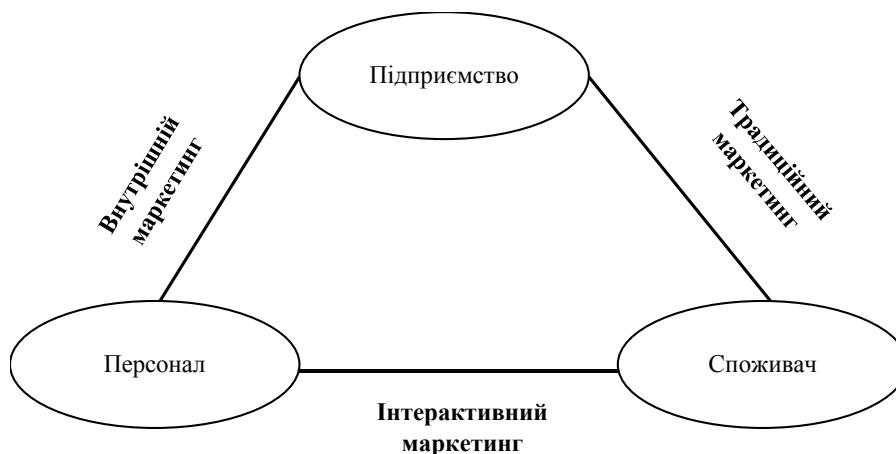 Підприємство
Внутрішній
маркетинг
Традиційний
маркетинг
Персонал
Споживач
Інтерактивний
маркетинг